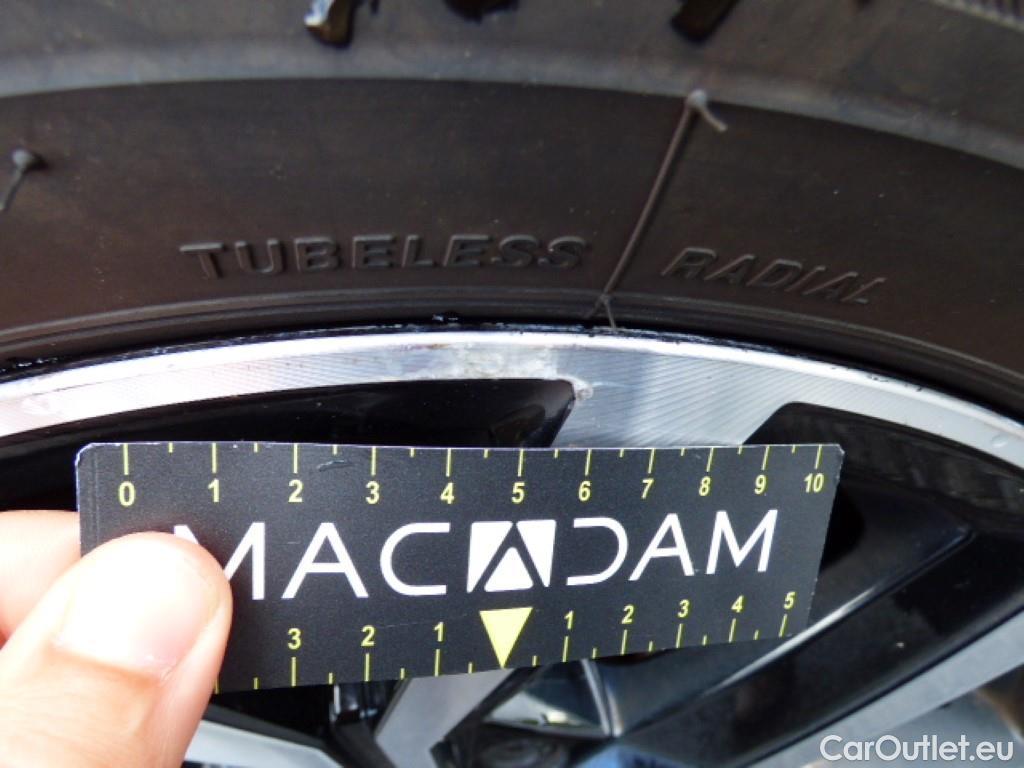 TUBELESS RADIAL
0 1 2 3 4 5 6 7 8 9 10
MACADAM
3 2 1 1 2 3 4 5
CarOutlet.eu